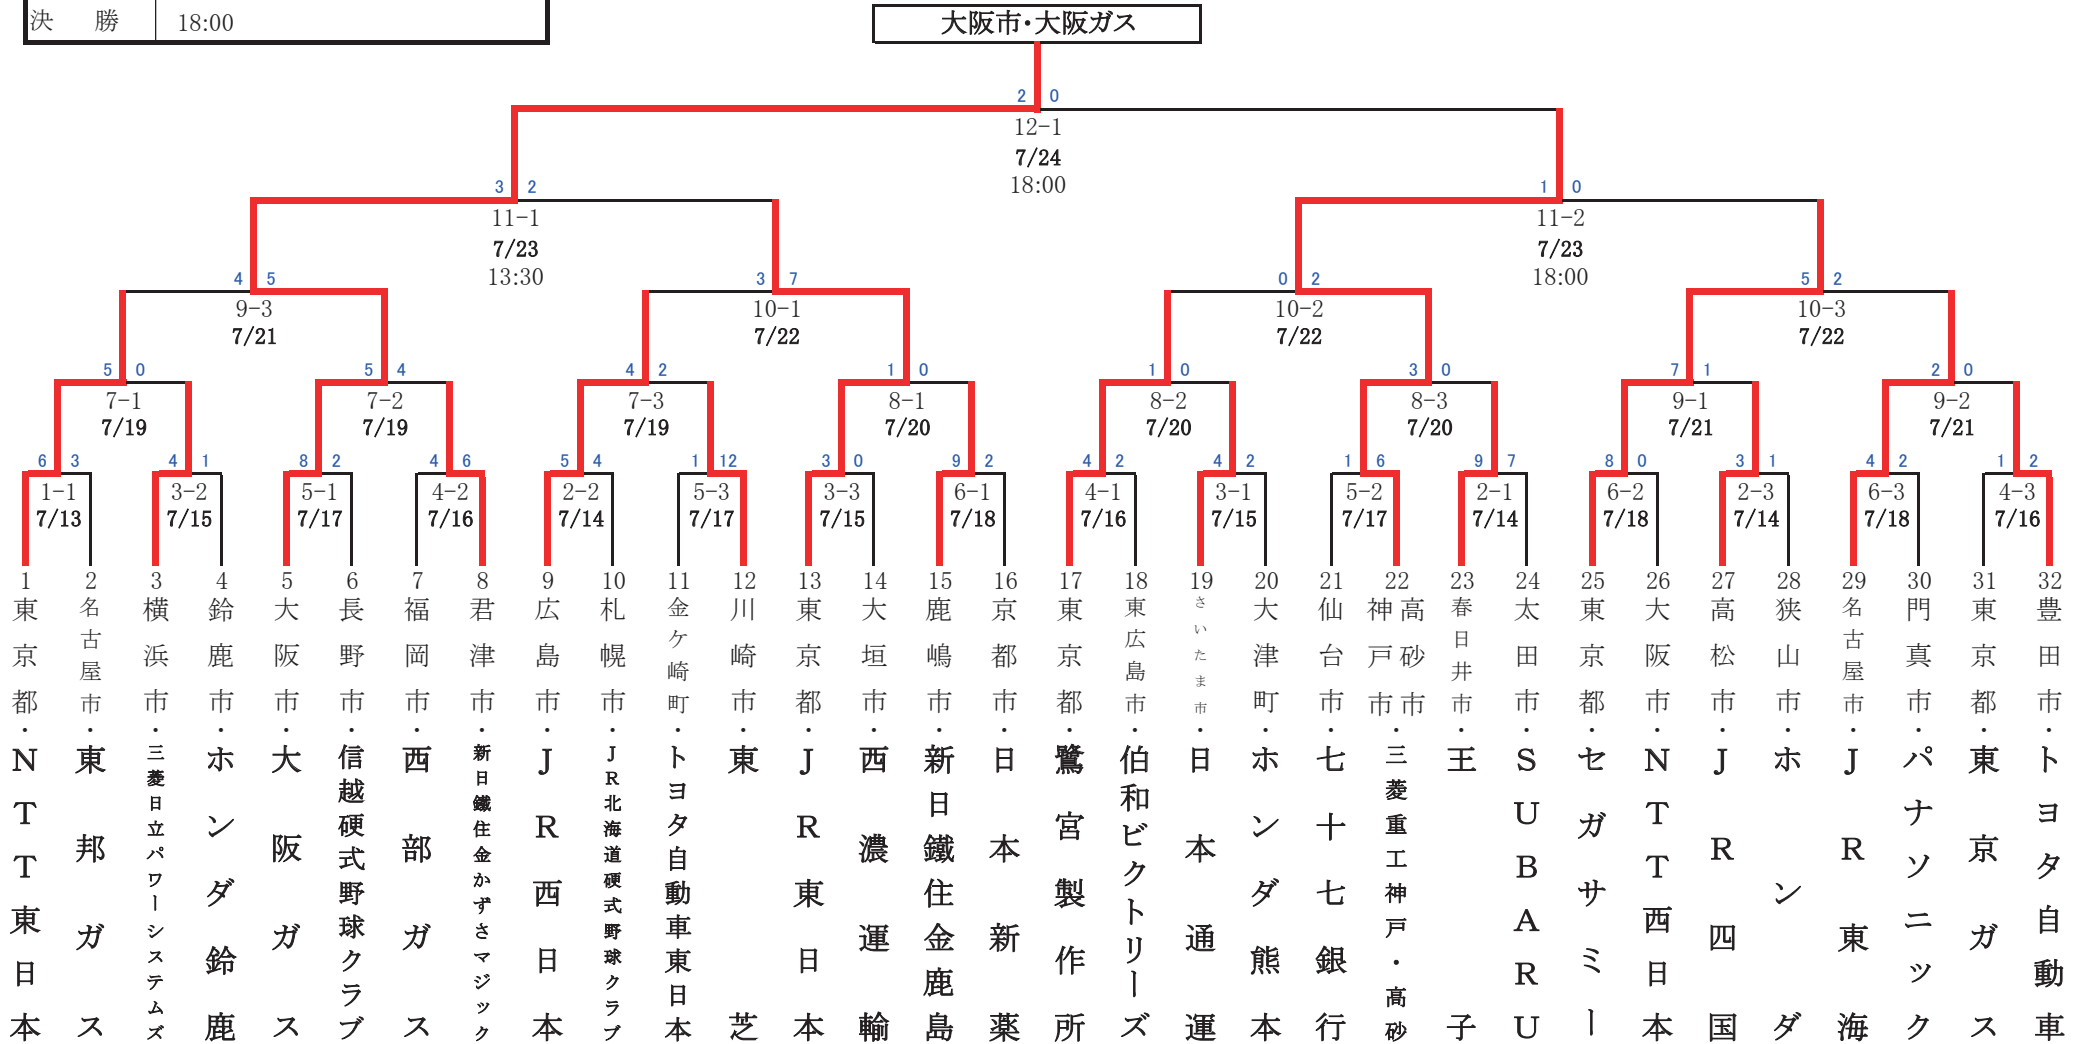 決 勝 18:00
大阪市・大阪ガス
2 0
12-1
7/24
18:00
3 2
11-1
7/23
13:30
1 0
11-2
7/23
18:00
4 5
9-3
7/21
3 7
10-1
7/22
0 2
10-2
7/22
5 2
10-3
7/22
5 0
7-1
7/19
5 4
7-2
7/19
4 2
7-3
7/19
1 0
8-1
7/20
1 0
8-2
7/20
3 0
8-3
7/20
7 1
9-1
7/21
2 0
9-2
7/21
6 3
1-1
7/13
4 1
3-2
7/15
8 2
5-1
7/17
4 6
4-2
7/16
5 4
2-2
7/14
1 12
5-3
7/17
3 0
3-3
7/15
9 2
6-1
7/18
4 2
4-1
7/16
4 2
3-1
7/15
1 6
5-2
7/17
9 7
2-1
7/14
8 0
6-2
7/18
3 1
2-3
7/14
4 2
6-3
7/18
1 2
4-3
7/16
1 東京都・NTT東日本
2 名古屋市・東邦ガス
3 横浜市・三菱日立パワーシステムズ
4 鈴鹿市・ホンダ鈴鹿
5 大阪市・大阪ガス
6 長野市・信越硬式野球クラブ
7 福岡市・西部ガス
8 君津市・新日鐵住金かずさマジック
9 広島市・JR西日本
10 札幌市・JR北海道硬式野球クラブ
11 金ケ崎町・トヨタ自動車東日本
12 川崎市・東芝
13 東京都・JR東日本
14 大垣市・西濃運輸
15 鹿嶋市・新日鐵住金鹿島
16 京都市・日本新薬
17 東京都・鷺宮製作所
18 東広島市・伯和ビクトリーズ
19 さいたま市・日本通運
20 大津町・ホンダ熊本
21 仙台市・七十七銀行
22 神戸市 高砂市・三菱重工神戸・高砂
23 春日井市・王子
24 太田市・SUBARU
25 東京都・セガサミー
26 大阪市・NTT西日本
27 高松市・JR四国
28 狭山市・ホンダ
29 名古屋市・JR東海
30 門真市・パナソニック
31 東京都・東京ガス
32 豊田市・トヨタ自動車